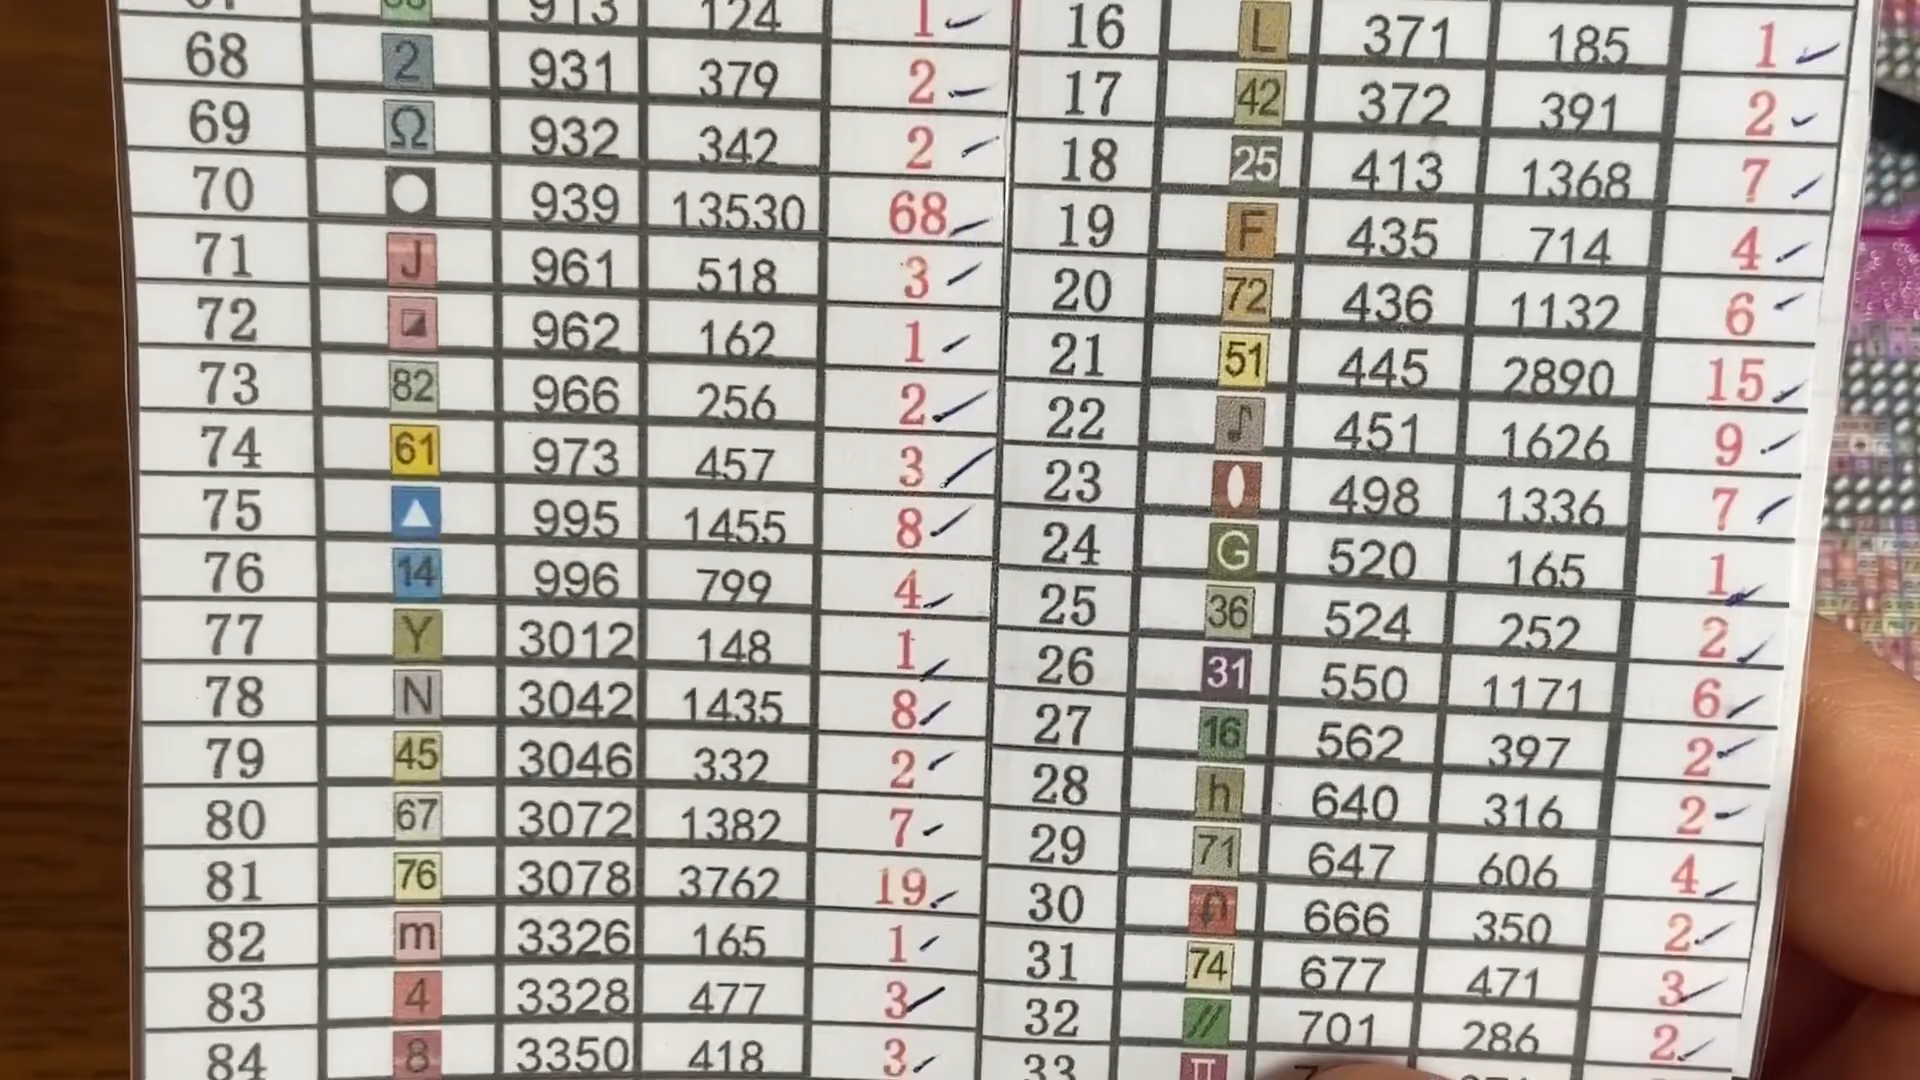 913 124 1
68 2 931 379 2
69 Ω 932 342 2
70 939 13530 68
71 J 961 518 3
72 962 162 1
73 82 966 256 2
74 61 973 457 3
75 995 1455 8
76 14 996 799 4
77 Y 3012 148 1
78 N 3042 1435 8
79 45 3046 332 2
80 67 3072 1382 7
81 76 3078 3762 19
82 m 3326 165 1
83 4 3328 477 3
84 8 3350 418 3
16 L 371 185 1
17 42 372 391 2
18 25 413 1368 7
19 F 435 714 4
20 72 436 1132 6
21 51 445 2890 15
22 ♪ 451 1626 9
23 498 1336 7
24 G 520 165 1
25 36 524 252 2
26 31 550 1171 6
27 16 562 397 2
28 h 640 316 2
29 71 647 606 4
30 666 350 2
31 74 677 471 3
32 // 701 286 2
33